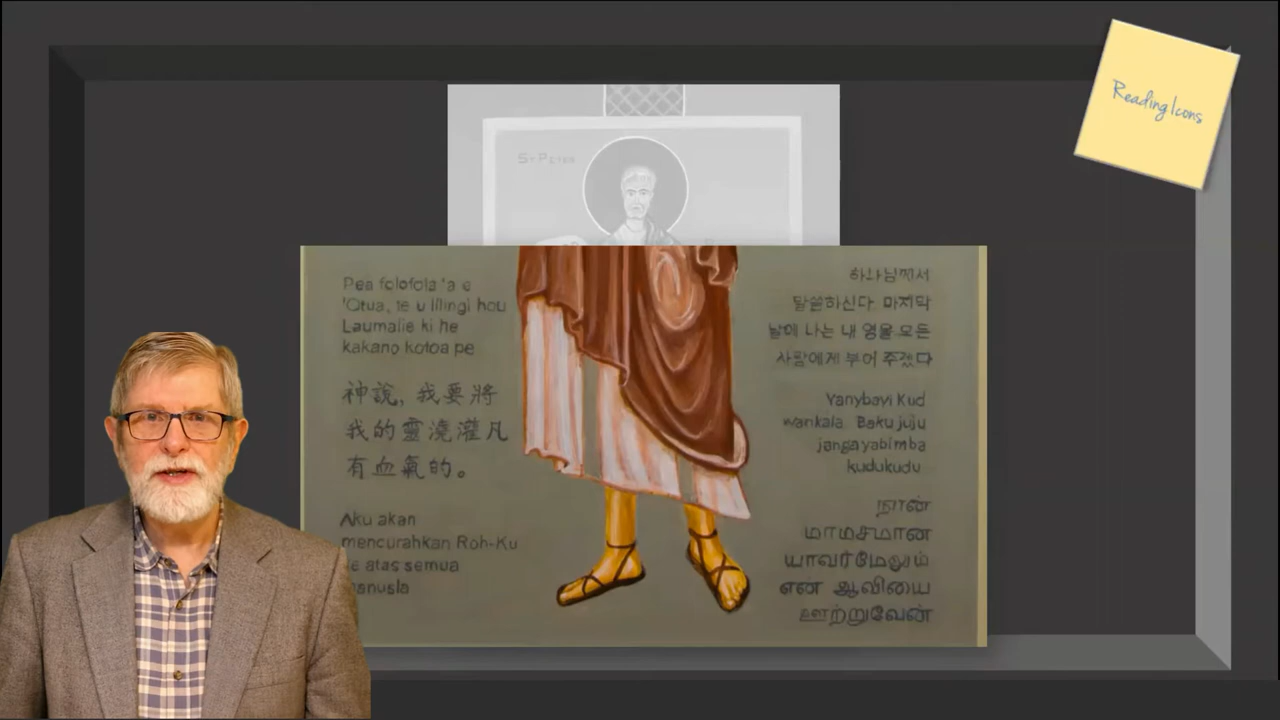 Reading Icons
St Peter
Pea folofola 'a e
'Otua, te u lilingi hou
Laumalie ki he
kakano kotoa pe
神說, 我要將
我的靈澆灌凡
有血氣的。
Aku akan
mencurahkan Roh-Ku
atas semua
하나님께서
말씀하신다 마지막
날에 나는 내 영을 모든
사람에게 부어 주겠다
Yanybayi Kud
wankala. Baku juju
janga yabimba
kudukudu
நான்
மாமசமான
யாவர்மேலும்
என் ஆவியை
ஊற்றுவேன்